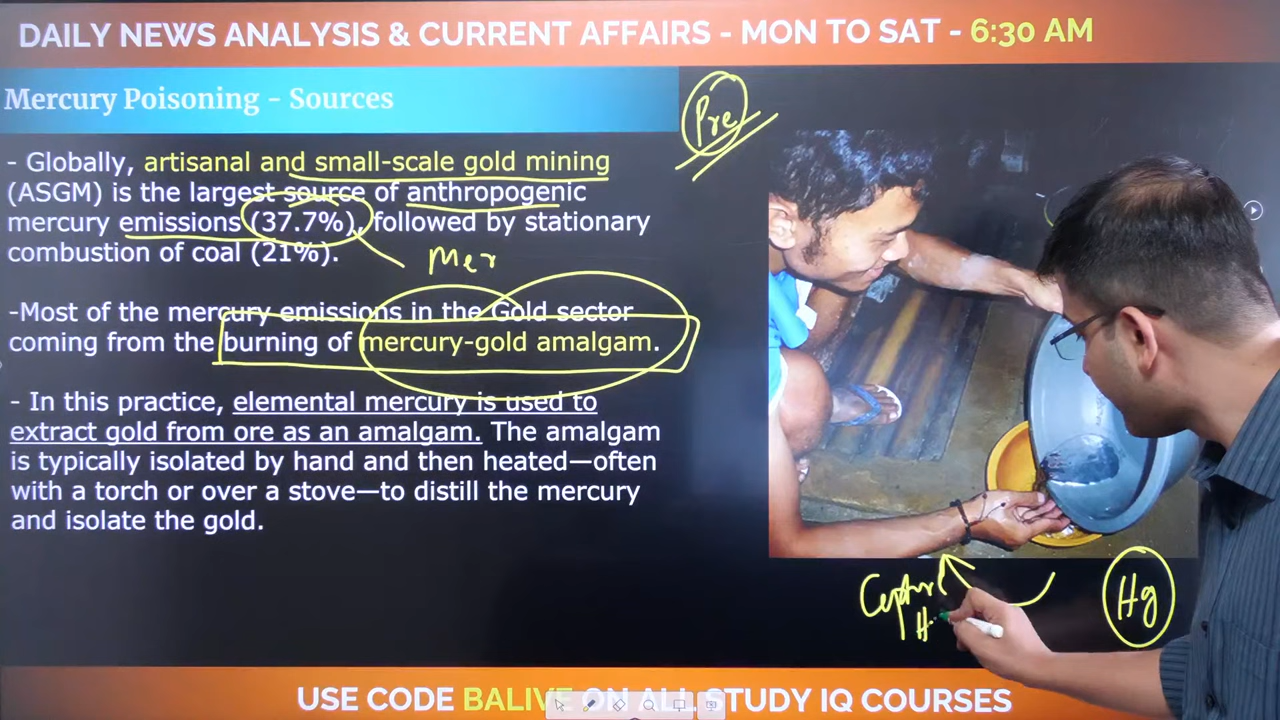 DAILY NEWS ANALYSIS & CURRENT AFFAIRS - MON TO SAT - 6:30 AM
Mercury Poisoning - Sources
Pre
- Globally, artisanal and small-scale gold mining
(ASGM) is the largest source of anthropogenic
mercury emissions (37.7%), followed by stationary
combustion of coal (21%).
Mer
-Most of the mercury emissions in the Gold sector
coming from the burning of mercury-gold amalgam.
- In this practice, elemental mercury is used to
extract gold from ore as an amalgam. The amalgam
is typically isolated by hand and then heated—often
with a torch or over a stove—to distill the mercury
and isolate the gold.
H
Hg
USE CODE BALIVE ON ALL STUDY IQ COURSES